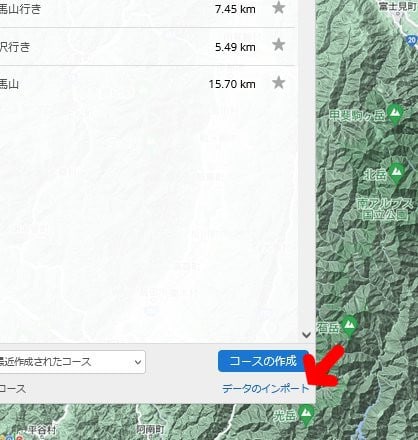 馬山行き 7.45 km
沢行き 5.49 km
馬山 15.70 km
最近作成されたコース
コースの作成
コース
データのインポート
富士見町
20
甲斐駒ヶ岳
北岳
南アルプス
国立公園
光岳
平谷村
阿南町